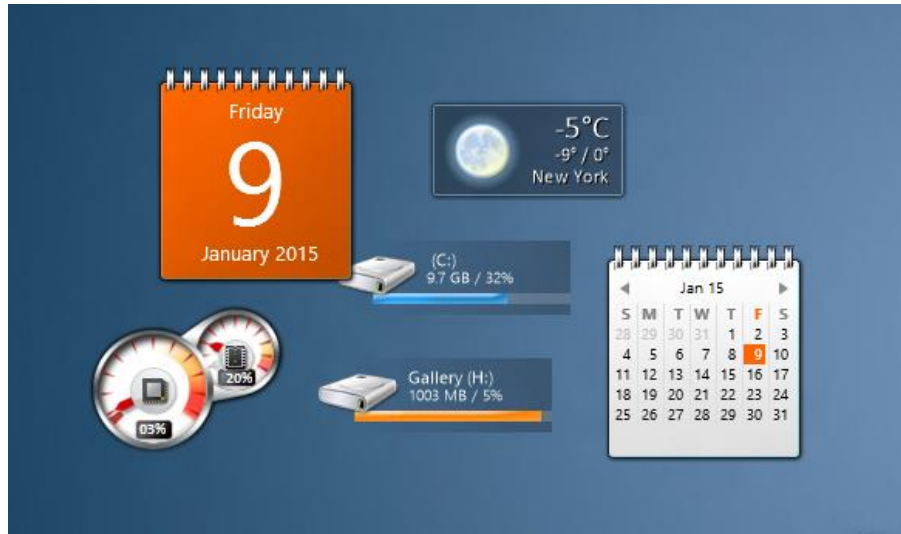 Friday
9
January 2015
-5°C
-9° / 0°
New York
(C:)
9.7 GB / 32%
Gallery (H:)
1003 MB / 5%
20%
03%
Jan 15
S M T W T F S
28 29 30 31 1 2 3
4 5 6 7 8 9 10
11 12 13 14 15 16 17
18 19 20 21 22 23 24
25 26 27 28 29 30 31